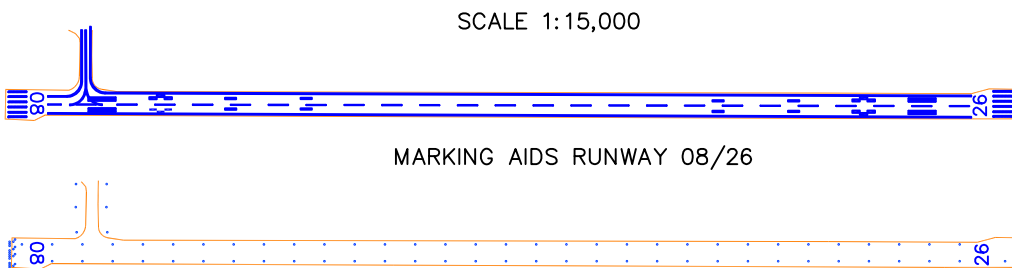 SCALE 1:15,000
08 26
MARKING AIDS RUNWAY 08/26
08 26